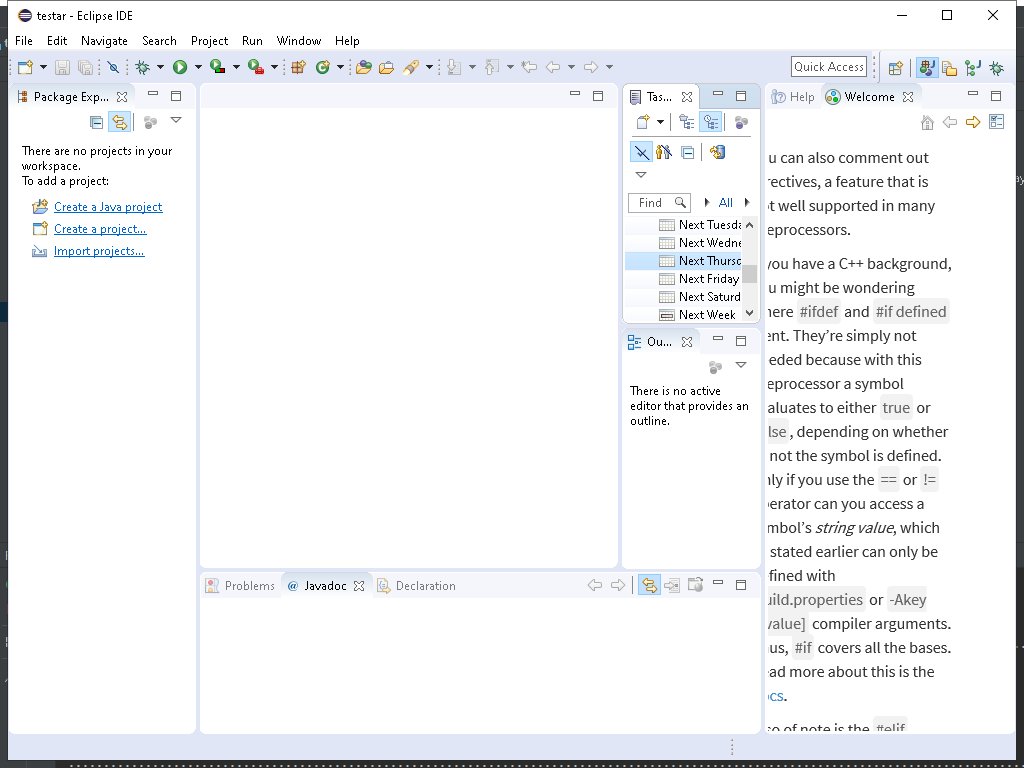 testar - Eclipse IDE
File Edit Navigate Search Project Run Window Help
Quick Access
Package Exp...
There are no projects in your
workspace.
To add a project:
Create a Java project
Create a project...
Import projects...
Tas...
Find All
Next Tuesda
Next Wedne
Next Thursd
Next Friday
Next Saturd
Next Week
Ou...
There is no active
editor that provides an
outline.
Problems @ Javadoc Declaration
Help Welcome
u can also comment out
rectives, a feature that is
t well supported in many
eprocessors.
you have a C++ background,
u might be wondering
here #ifdef and #if defined
ent. They're simply not
eded because with this
eprocessor a symbol
aluates to either true or
lse , depending on whether
not the symbol is defined.
nly if you use the == or !=
erator can you access a
mbol's string value, which
stated earlier can only be
efined with
uild.properties or -Akey
value] compiler arguments.
us, #if covers all the bases.
ead more about this is the
cs.
so of note is the #elif